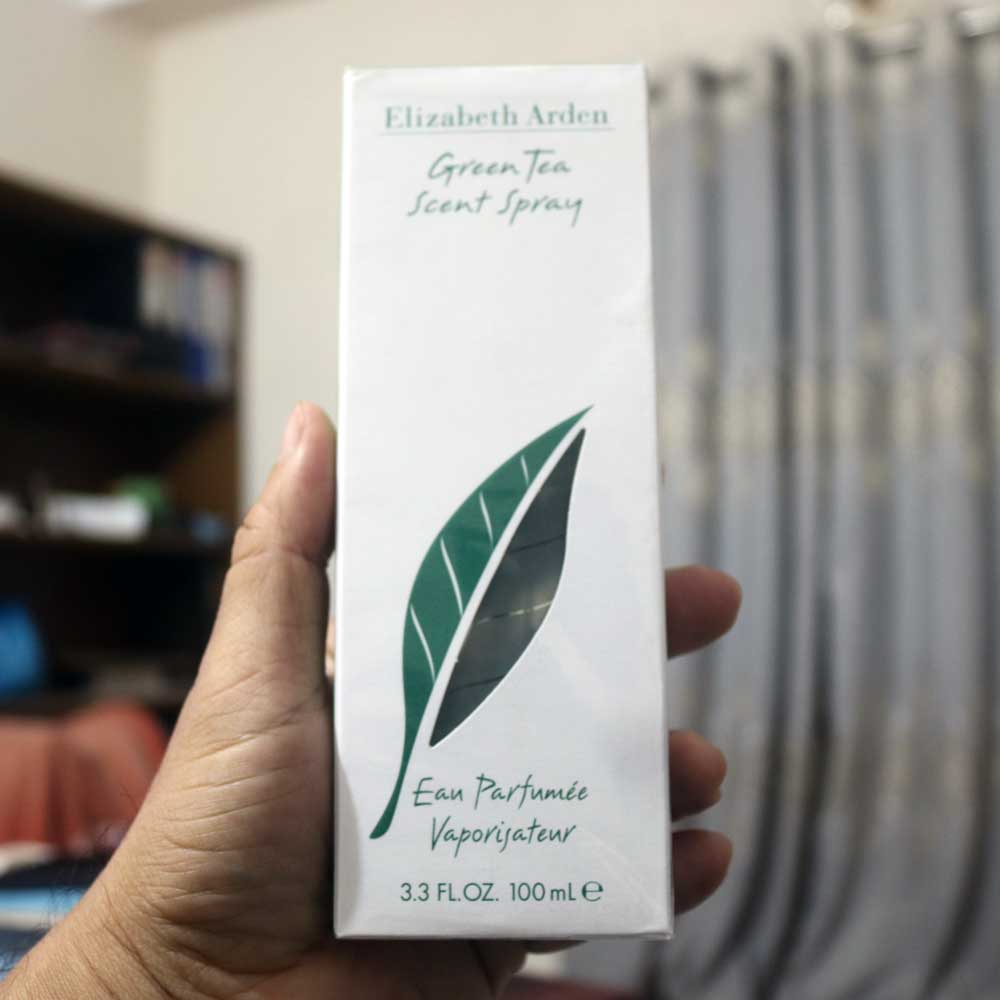 Elizabeth Arden
Green Tea
Scent Spray
Eau Parfumée
Vaporisateur
3.3 FL.OZ. 100 mL ℮